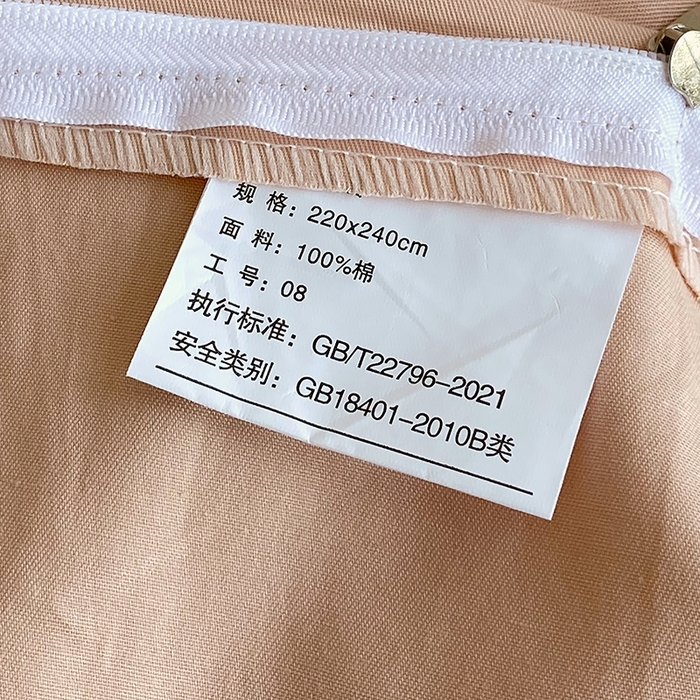 规 格：220x240cm
面 料：100%棉
工 号：08
执行标准：GB/T22796-2021
安全类别：GB18401-2010B类